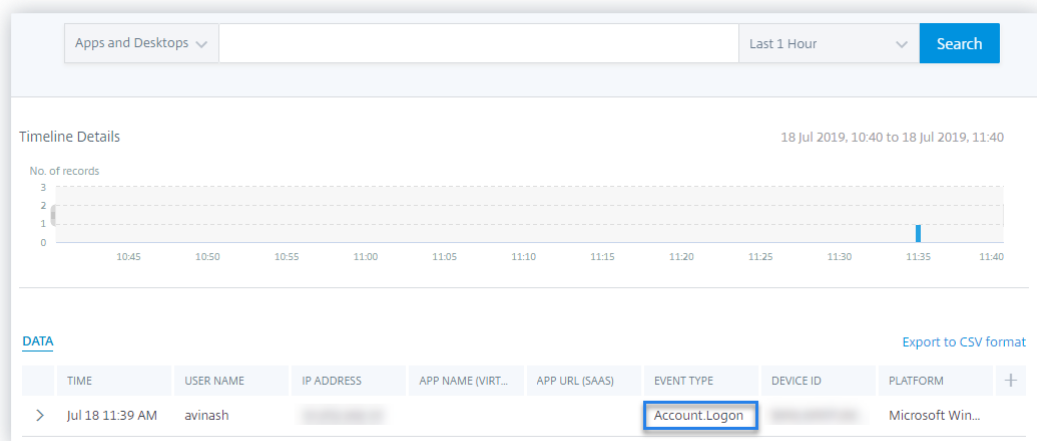 Apps and Desktops Last 1 Hour Search
Timeline Details 18 Jul 2019, 10:40 to 18 Jul 2019, 11:40
No. of records
3
2
1
0
10:45 10:50 10:55 11:00 11:05 11:10 11:15 11:20 11:25 11:30 11:35 11:40
DATA Export to CSV format
TIME USER NAME IP ADDRESS APP NAME (VIRT... APP URL (SAAS) EVENT TYPE DEVICE ID PLATFORM +
> Jul 18 11:39 AM avinash Account.Logon Microsoft Win...